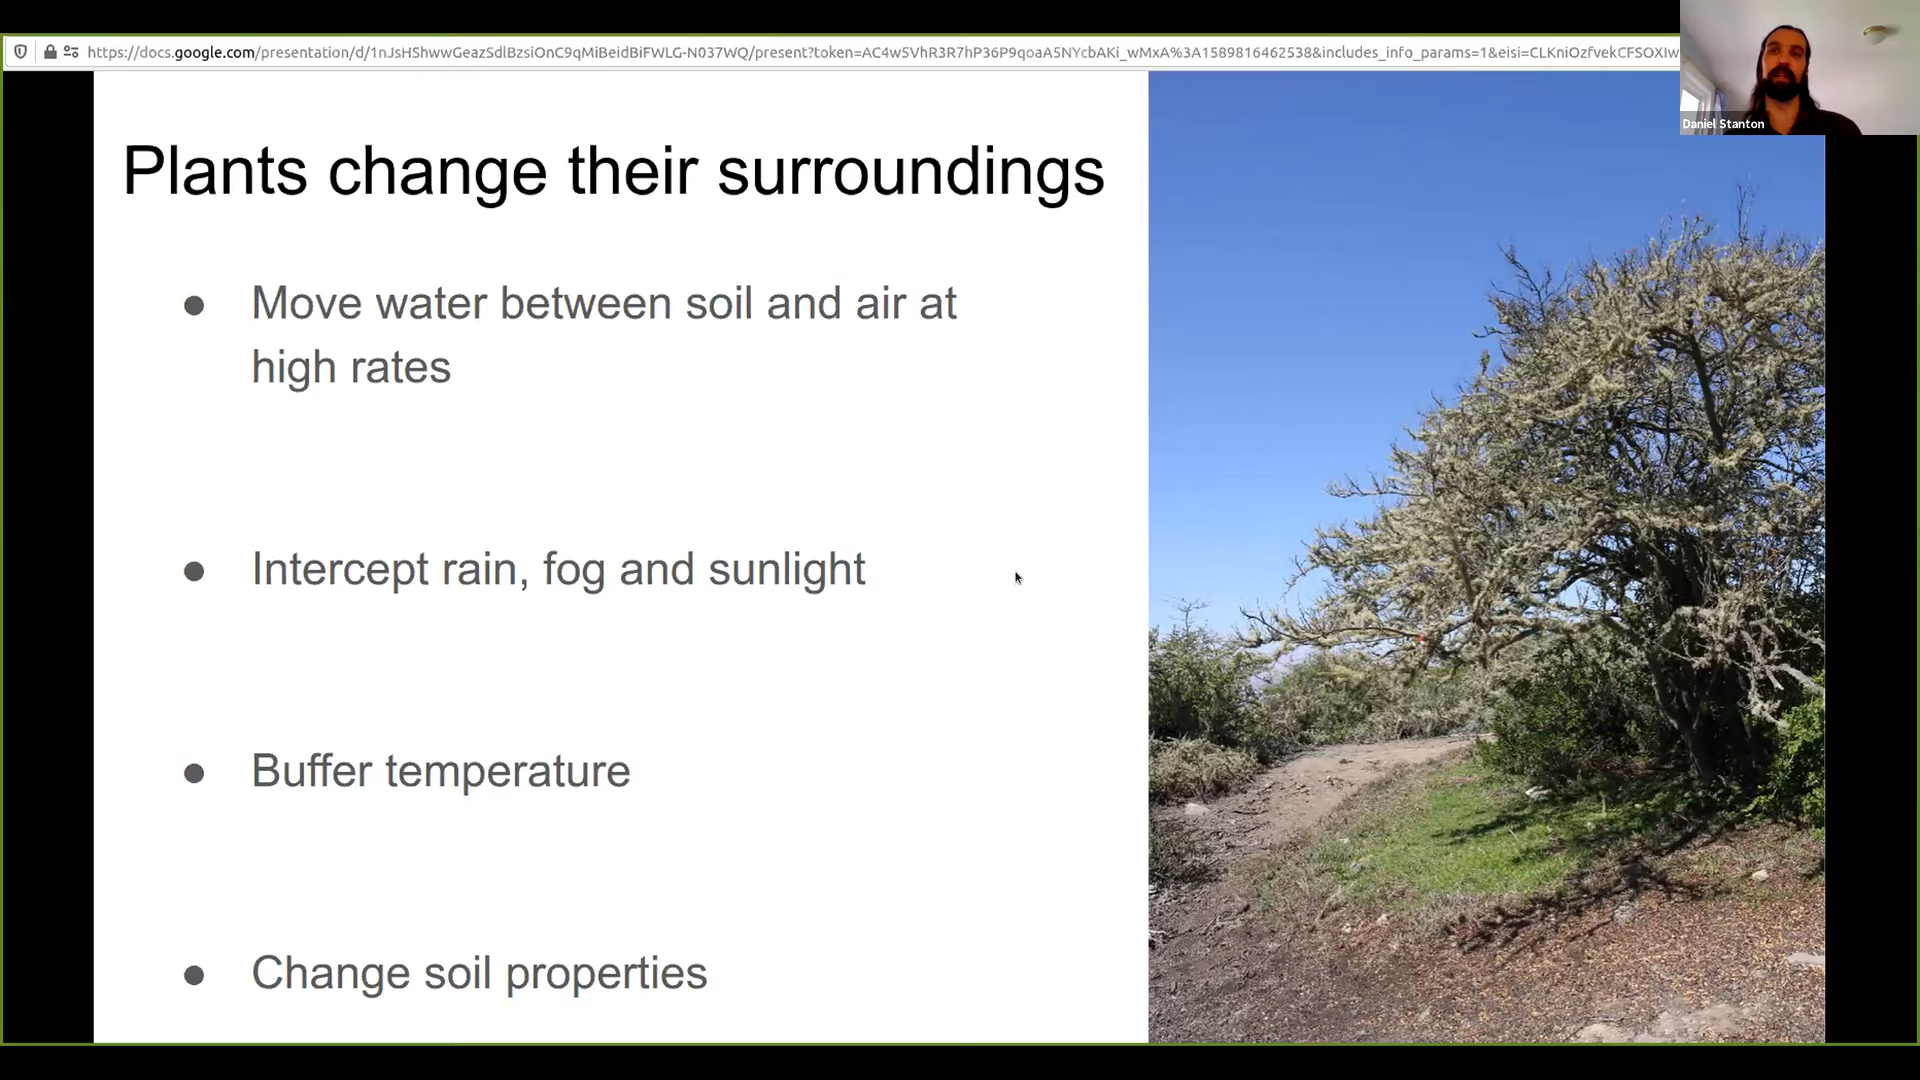 https://docs.google.com/presentation/d/1nJsHShwwGeazSdlBzsiOnC9qMiBeidBiFWLG-N037WQ/present?token=AC4w5VhR3R7hP36P9qoaA5NYcbAKi_wMxA%3A1589816462538&includes_info_params=1&eisi=CLKniOzfvekCFSOXIw
Daniel Stanton
Plants change their surroundings
● Move water between soil and air at
high rates
● Intercept rain, fog and sunlight
● Buffer temperature
● Change soil properties